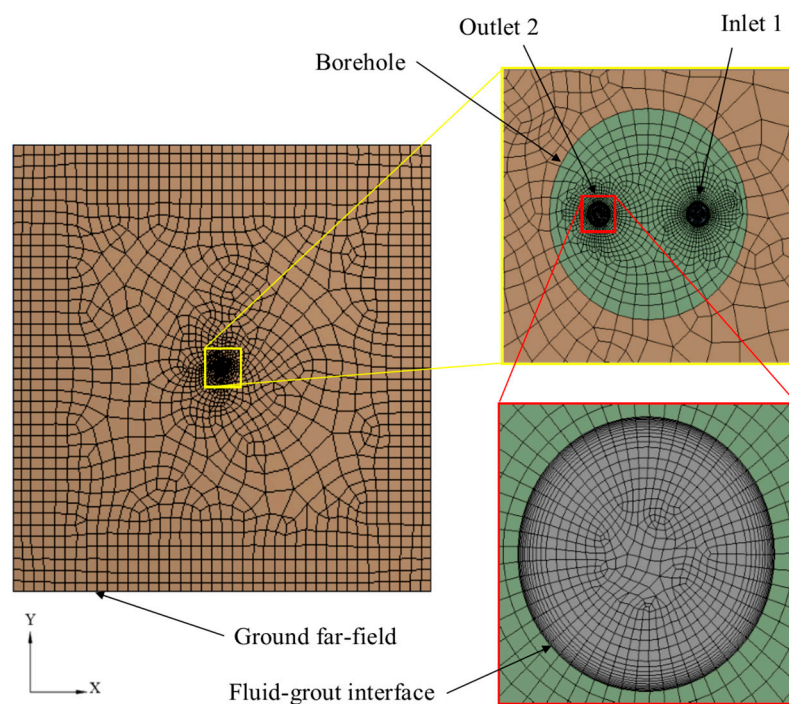 Outlet 2
Inlet 1
Borehole
Y
X
Ground far-field
Fluid-grout interface